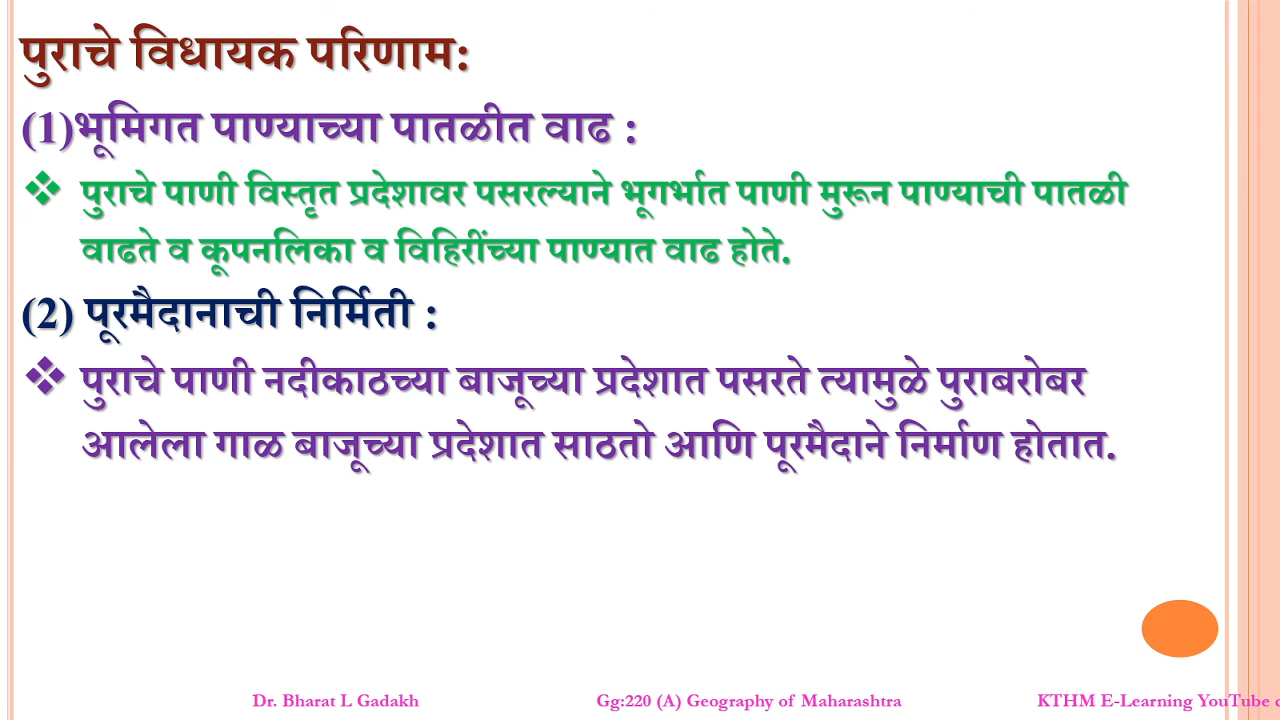 पुराचे विधायक परिणाम:
(1)भूमिगत पाण्याच्या पातळीत वाढ :
❖ पुराचे पाणी विस्तृत प्रदेशावर पसरल्याने भूगर्भात पाणी मुरून पाण्याची पातळी
वाढते व कूपनलिका व विहिरींच्या पाण्यात वाढ होते.
(2) पूरमैदानाची निर्मिती :
❖ पुराचे पाणी नदीकाठच्या बाजूच्या प्रदेशात पसरते त्यामुळे पुराबरोबर
आलेला गाळ बाजूच्या प्रदेशात साठतो आणि पूरमैदाने निर्माण होतात.
Dr. Bharat L Gadakh Gg:220 (A) Geography of Maharashtra KTHM E-Learning YouTube